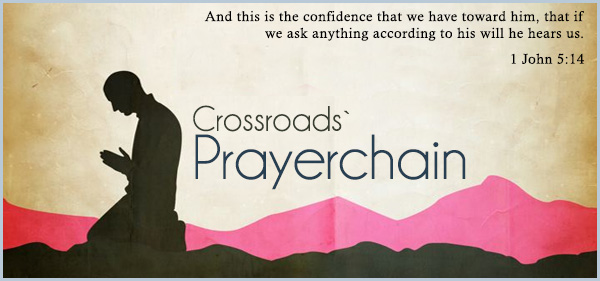 And this is the confidence that we have toward him, that if
we ask anything according to his will he hears us.
1 John 5:14
Crossroads`
Prayerchain